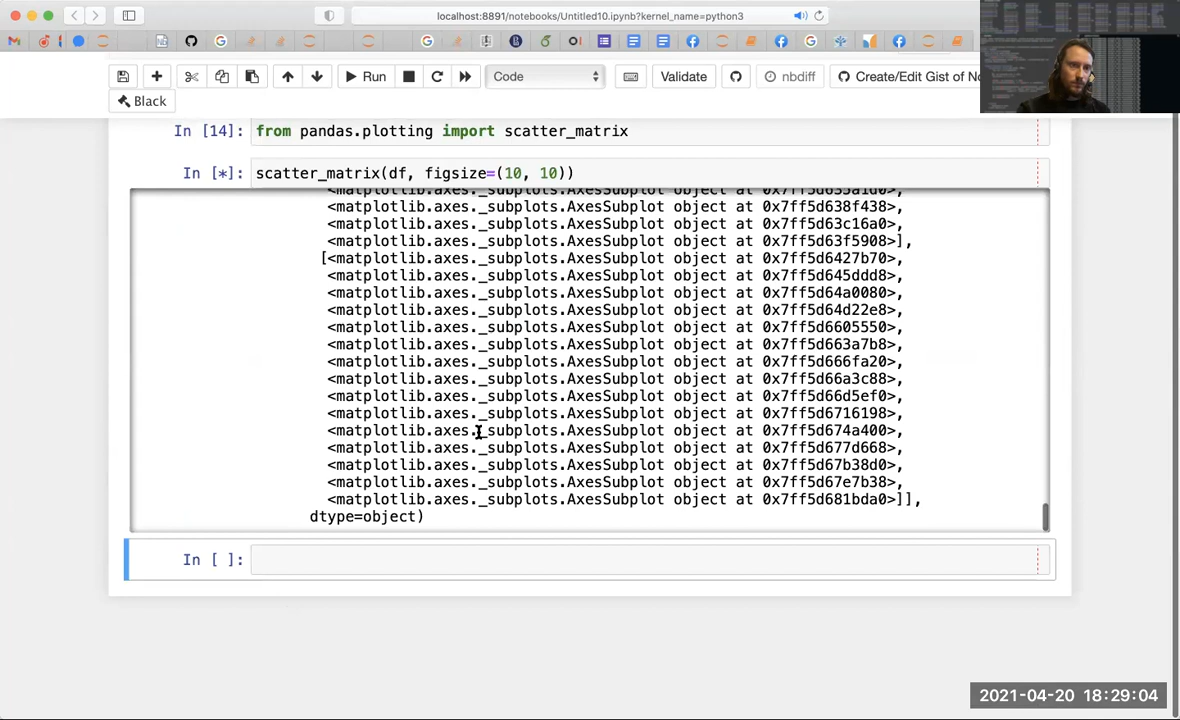 localhost:8891/notebooks/Untitled10.ipynb?kernel_name=python3
Run
Code
Validate
nbdiff
Create/Edit Gist of No
Black
In [14]: from pandas.plotting import scatter_matrix
In [*]: scatter_matrix(df, figsize=(10, 10))
<matplotlib.axes._subplots.AxesSubplot object at 0x7ff5d635a1d0>,
<matplotlib.axes._subplots.AxesSubplot object at 0x7ff5d638f438>,
<matplotlib.axes._subplots.AxesSubplot object at 0x7ff5d63c16a0>,
<matplotlib.axes._subplots.AxesSubplot object at 0x7ff5d63f5908>],
[<matplotlib.axes._subplots.AxesSubplot object at 0x7ff5d6427b70>,
<matplotlib.axes._subplots.AxesSubplot object at 0x7ff5d645ddd8>,
<matplotlib.axes._subplots.AxesSubplot object at 0x7ff5d64a0080>,
<matplotlib.axes._subplots.AxesSubplot object at 0x7ff5d64d22e8>,
<matplotlib.axes._subplots.AxesSubplot object at 0x7ff5d6605550>,
<matplotlib.axes._subplots.AxesSubplot object at 0x7ff5d663a7b8>,
<matplotlib.axes._subplots.AxesSubplot object at 0x7ff5d666fa20>,
<matplotlib.axes._subplots.AxesSubplot object at 0x7ff5d66a3c88>,
<matplotlib.axes._subplots.AxesSubplot object at 0x7ff5d66d5ef0>,
<matplotlib.axes._subplots.AxesSubplot object at 0x7ff5d6716198>,
<matplotlib.axes._subplots.AxesSubplot object at 0x7ff5d674a400>,
<matplotlib.axes._subplots.AxesSubplot object at 0x7ff5d677d668>,
<matplotlib.axes._subplots.AxesSubplot object at 0x7ff5d67b38d0>,
<matplotlib.axes._subplots.AxesSubplot object at 0x7ff5d67e7b38>,
<matplotlib.axes._subplots.AxesSubplot object at 0x7ff5d681bda0>]],
dtype=object)
In [ ]:
2021-04-20 18:29:04